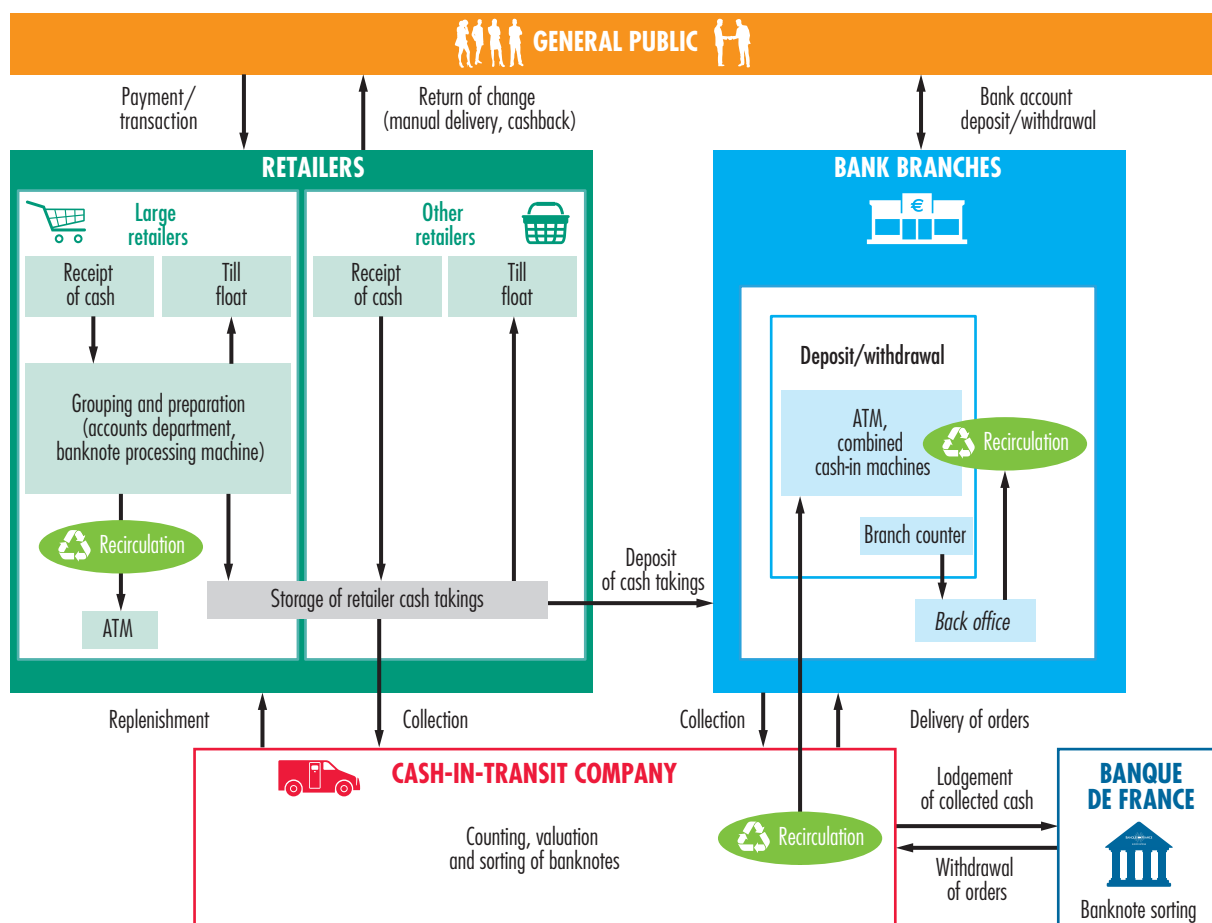 GENERAL PUBLIC
Payment/
transaction
Return of change
(manual delivery, cashback)
Bank account
deposit/withdrawal
RETAILERS
Large
retailers
Other
retailers
Receipt
of cash
Till
float
Receipt
of cash
Till
float
Grouping and preparation
(accounts department,
banknote processing machine)
Recirculation
ATM
Storage of retailer cash takings
Deposit
of cash takings
BANK BRANCHES
€
Deposit/withdrawal
ATM,
combined
cash-in machines
Recirculation
Branch counter
Back office
Replenishment
Collection
Collection
Delivery of orders
CASH-IN-TRANSIT COMPANY
Counting, valuation
and sorting of banknotes
Recirculation
Lodgement
of collected cash
Withdrawal
of orders
BANQUE
DE FRANCE
Banknote sorting